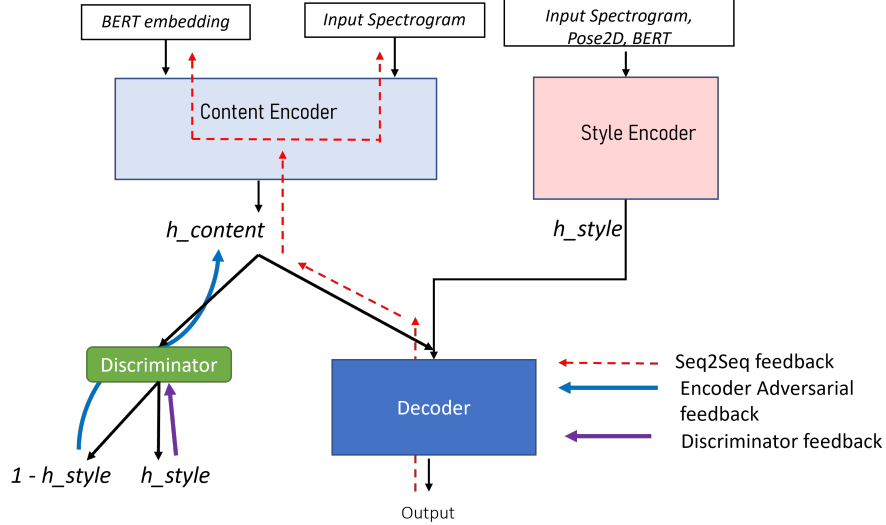 BERT embedding
Input Spectrogram
Input Spectrogram,
Pose2D, BERT
Content Encoder
Style Encoder
h_content
h_style
Discriminator
Decoder
Seq2Seq feedback
Encoder Adversarial
feedback
Discriminator feedback
1 - h_style
h_style
Output